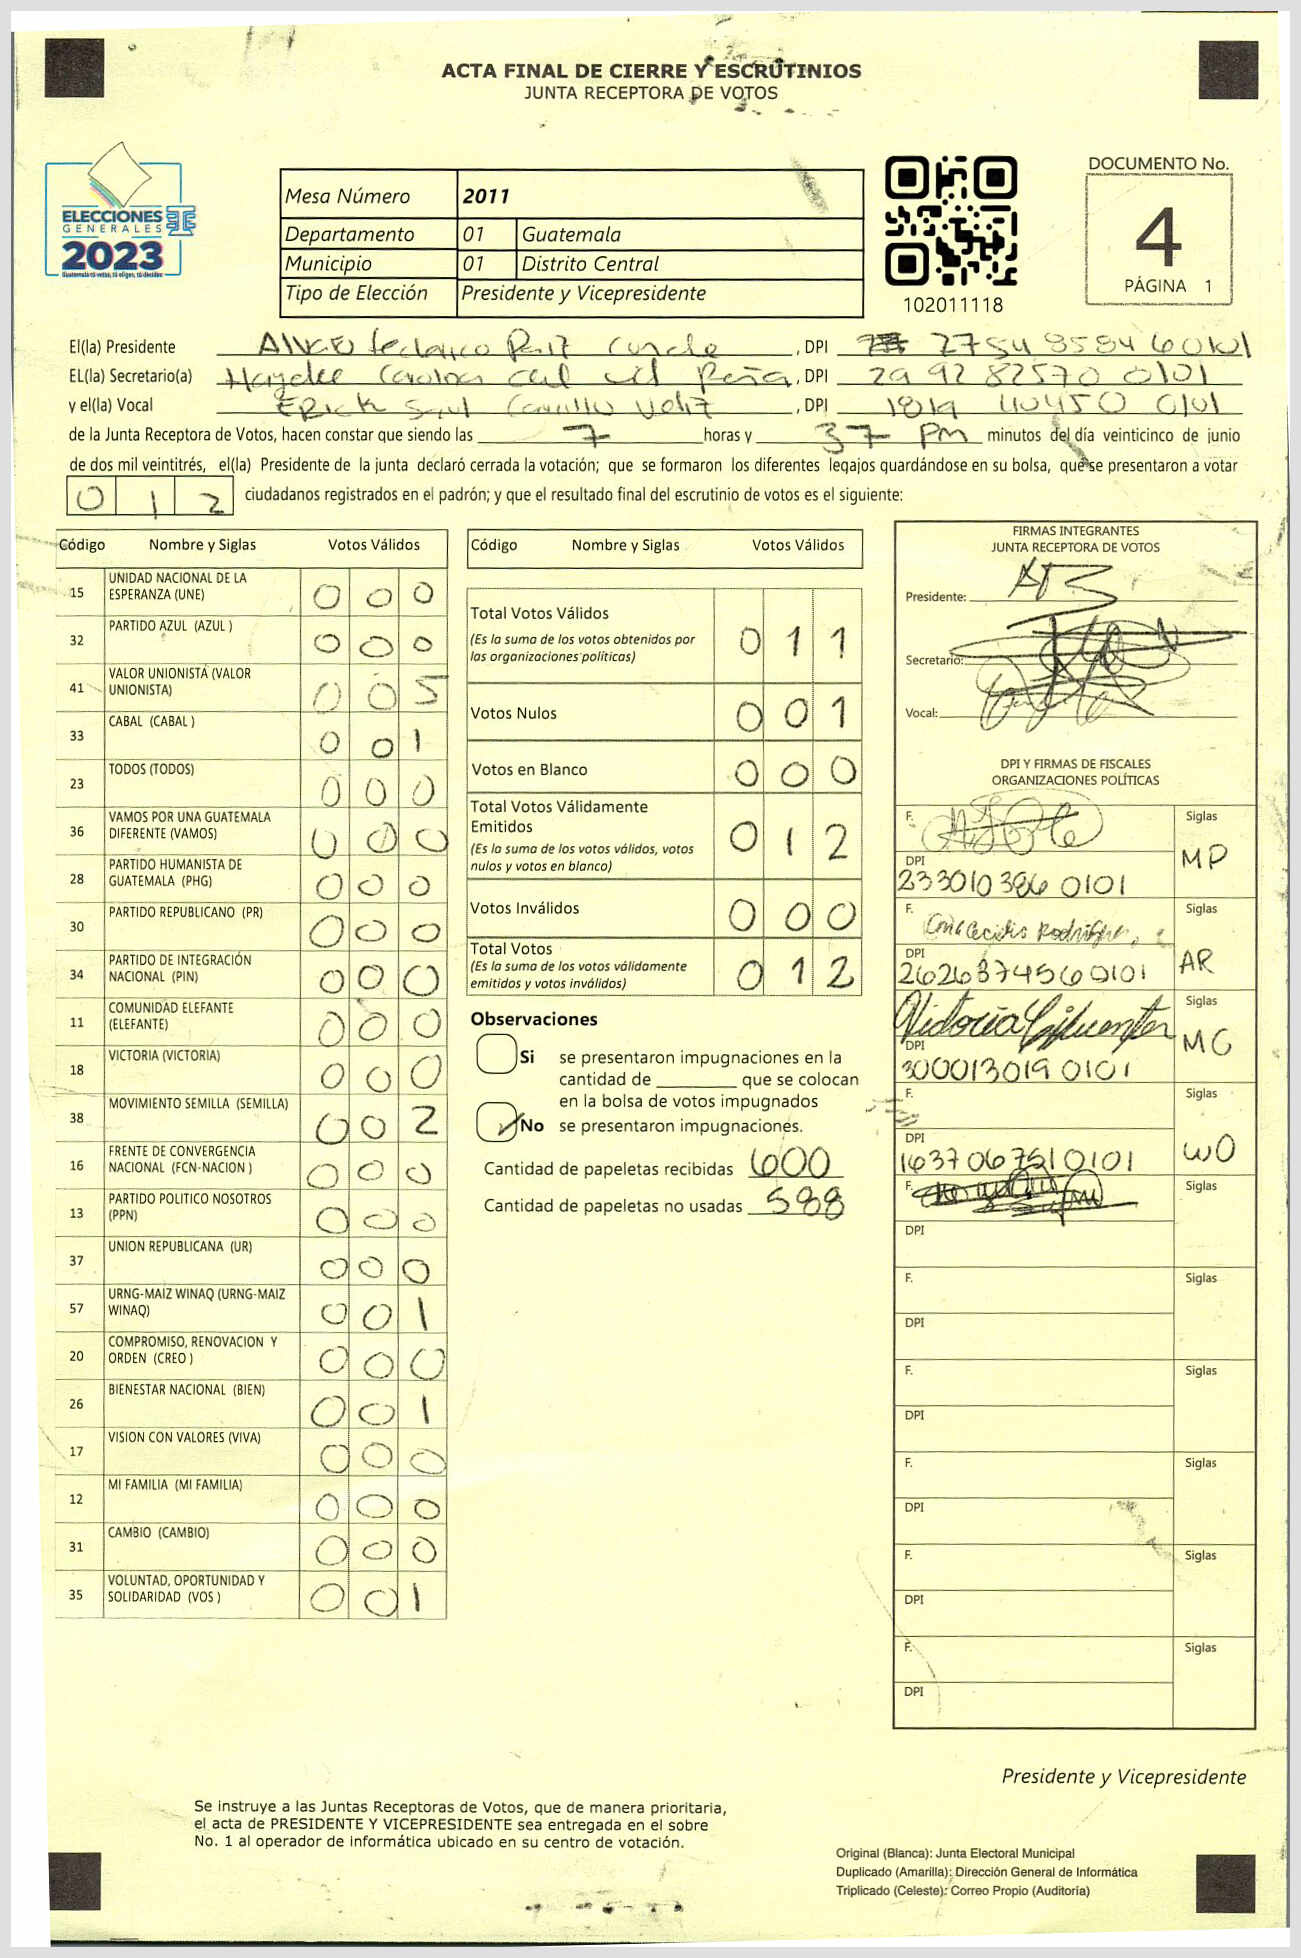 ACTA FINAL DE CIERRE Y ESCRUTINIOS
JUNTA RECEPTORA DE VOTOS
ELECCIONES
GENERALES
2023
Guatemala tú votas, tú eliges, tú decides
Mesa Número 2011
Departamento 01 Guatemala
Municipio 01 Distrito Central
Tipo de Elección Presidente y Vicepresidente
102011118
DOCUMENTO No.
4
PÁGINA 1
El(la) Presidente Ruiz , DPI 2754 85846 0101
EL(la) Secretario(a) Haydee Carolina del Cid Peña, DPI 2992 82570 0101
y el(la) Vocal Erick Saul Carrillo Veliz , DPI 1819 40450 0101
de la Junta Receptora de Votos, hacen constar que siendo las 7 horas y 37 PM minutos del día veinticinco de junio
de dos mil veintitrés, el(la) Presidente de la junta declaró cerrada la votación; que se formaron los diferentes legajos guardándose en su bolsa, que se presentaron a votar
0 1 2 ciudadanos registrados en el padrón; y que el resultado final del escrutinio de votos es el siguiente:
Código Nombre y Siglas Votos Válidos
15 UNIDAD NACIONAL DE LA
ESPERANZA (UNE) 0 0 0
32 PARTIDO AZUL (AZUL ) 0 0 0
41 VALOR UNIONISTA (VALOR
UNIONISTA) 0 0 5
33 CABAL (CABAL ) 0 0 1
23 TODOS (TODOS) 0 0 0
36 VAMOS POR UNA GUATEMALA
DIFERENTE (VAMOS) 0 0 0
28 PARTIDO HUMANISTA DE
GUATEMALA (PHG) 0 0 0
30 PARTIDO REPUBLICANO (PR) 0 0 0
34 PARTIDO DE INTEGRACIÓN
NACIONAL (PIN) 0 0 0
11 COMUNIDAD ELEFANTE
(ELEFANTE) 0 0 0
18 VICTORIA (VICTORIA) 0 0 0
38 MOVIMIENTO SEMILLA (SEMILLA) 0 0 2
16 FRENTE DE CONVERGENCIA
NACIONAL (FCN-NACION ) 0 0 0
13 PARTIDO POLITICO NOSOTROS
(PPN) 0 0 0
37 UNION REPUBLICANA (UR) 0 0 0
57 URNG-MAIZ WINAQ (URNG-MAIZ
WINAQ) 0 0 1
20 COMPROMISO, RENOVACION Y
ORDEN (CREO ) 0 0 0
26 BIENESTAR NACIONAL (BIEN) 0 0 1
17 VISION CON VALORES (VIVA) 0 0 0
12 MI FAMILIA (MI FAMILIA) 0 0 0
31 CAMBIO (CAMBIO) 0 0 0
35 VOLUNTAD, OPORTUNIDAD Y
SOLIDARIDAD (VOS ) 0 0 1
Código Nombre y Siglas Votos Válidos
Total Votos Válidos 0 1 1
(Es la suma de los votos obtenidos por
las organizaciones políticas)
Votos Nulos 0 0 1
Votos en Blanco 0 0 0
Total Votos Válidamente
Emitidos 0 1 2
(Es la suma de los votos válidos, votos
nulos y votos en blanco)
Votos Inválidos 0 0 0
Total Votos 0 1 2
(Es la suma de los votos válidamente
emitidos y votos inválidos)
Observaciones
Si se presentaron impugnaciones en la
cantidad de ________ que se colocan
en la bolsa de votos impugnados
No se presentaron impugnaciones.
Cantidad de papeletas recibidas 600
Cantidad de papeletas no usadas 588
FIRMAS INTEGRANTES
JUNTA RECEPTORA DE VOTOS
Presidente:
Secretario:
Vocal:
DPI Y FIRMAS DE FISCALES
ORGANIZACIONES POLÍTICAS
F. Siglas
DPI MP
233010386 0101
F. Rodríguez Siglas
DPI AR
2626374560101
Victoria Cifuentes Siglas
DPI MC
300013019 0101
F. Siglas
DPI WO
1637 06751 0101
F. Siglas
DPI
F. Siglas
DPI
F. Siglas
DPI
F. Siglas
DPI
F. Siglas
DPI
F. Siglas
DPI
Presidente y Vicepresidente
Se instruye a las Juntas Receptoras de Votos, que de manera prioritaria,
el acta de PRESIDENTE Y VICEPRESIDENTE sea entregada en el sobre
No. 1 al operador de informática ubicado en su centro de votación.
Original (Blanca): Junta Electoral Municipal
Duplicado (Amarilla): Dirección General de Informática
Triplicado (Celeste): Correo Propio (Auditoría)